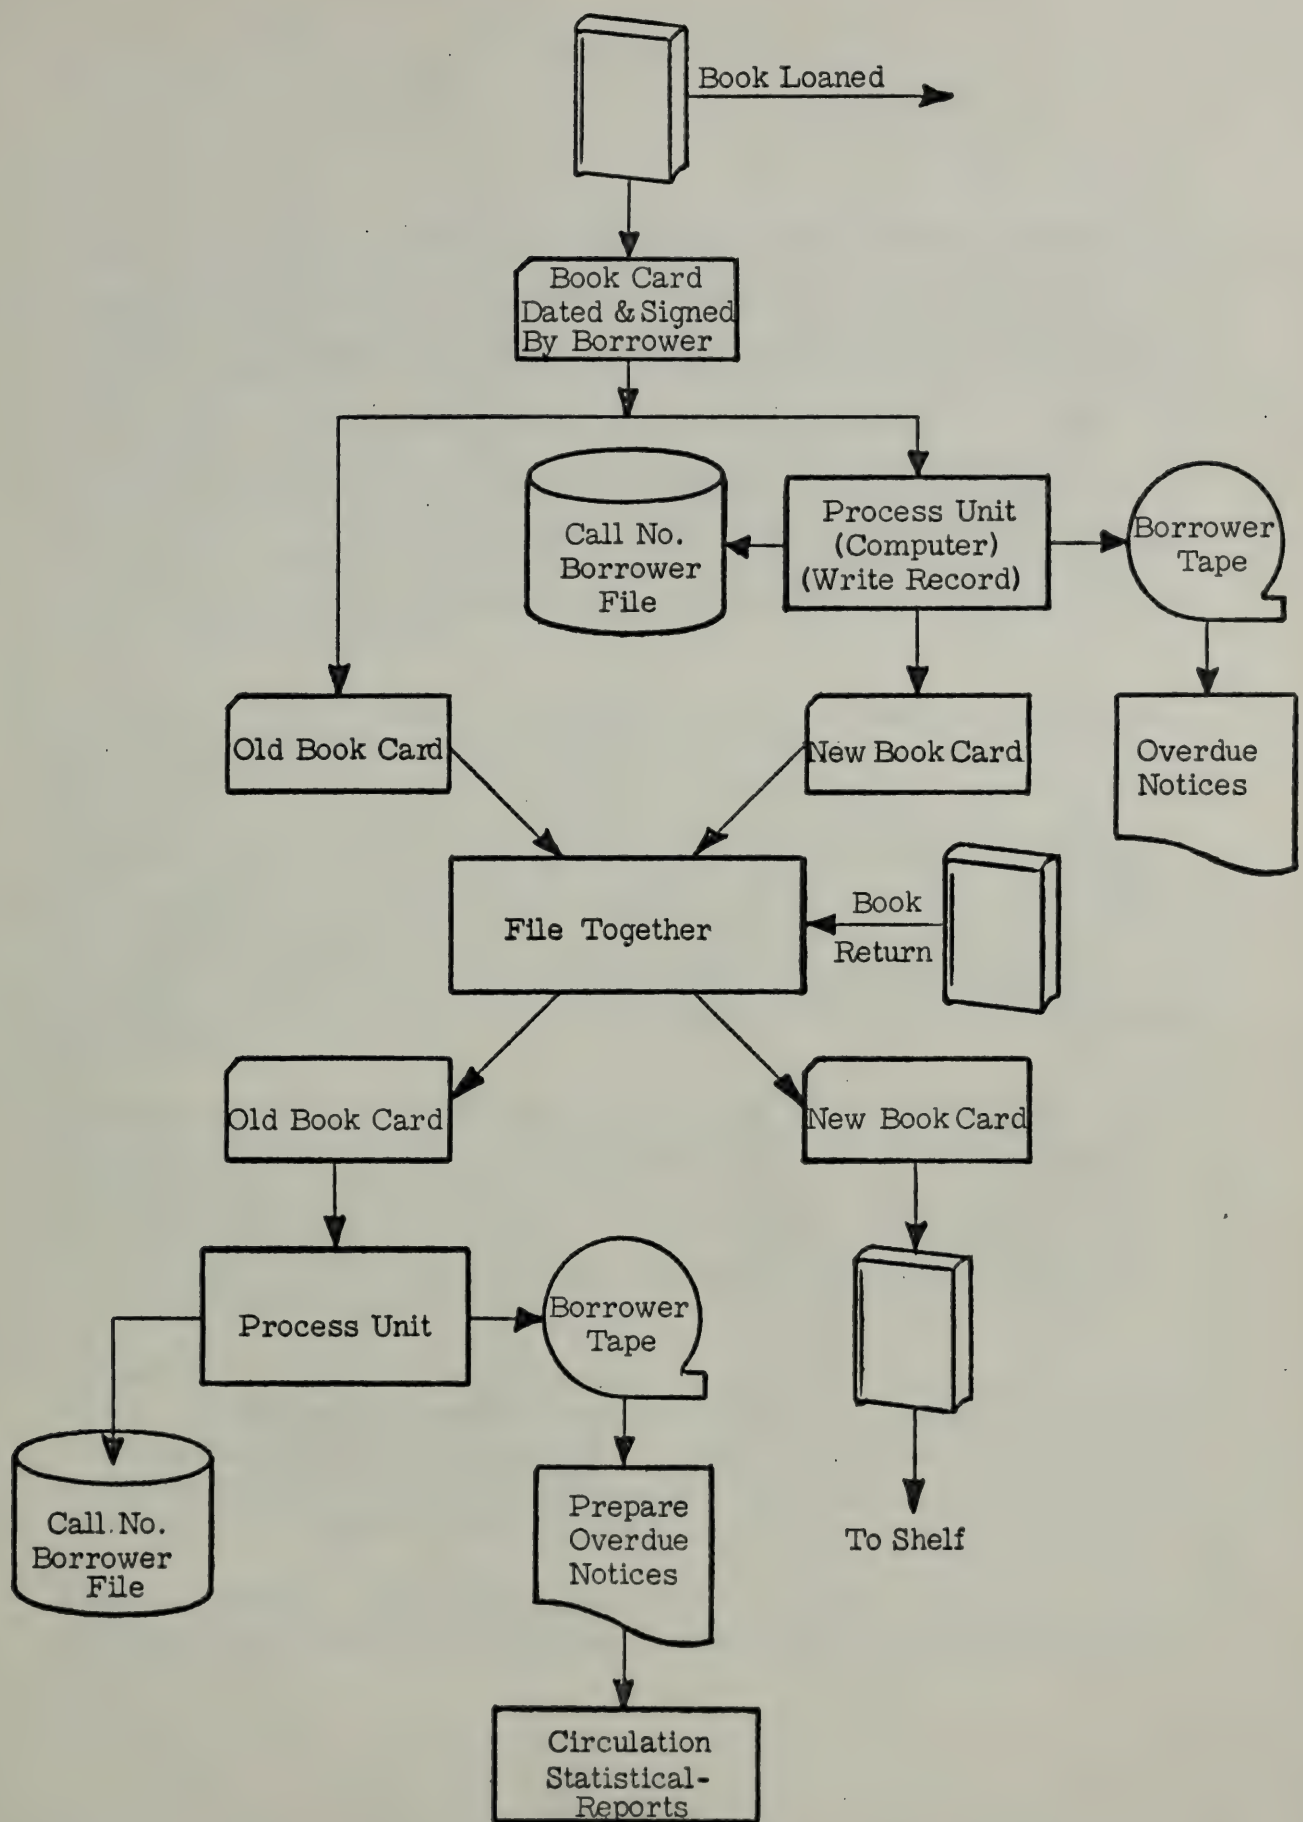 Book Loaned
Book Card
Dated & Signed
By Borrower
Call No.
Borrower
File
Process Unit
(Computer)
(Write Record)
Borrower
Tape
Old Book Card
New Book Card
Overdue
Notices
File Together
Book
Return
Old Book Card
New Book Card
Process Unit
Borrower
Tape
Call No.
Borrower
File
Prepare
Overdue
Notices
To Shelf
Circulation
Statistical-
Reports